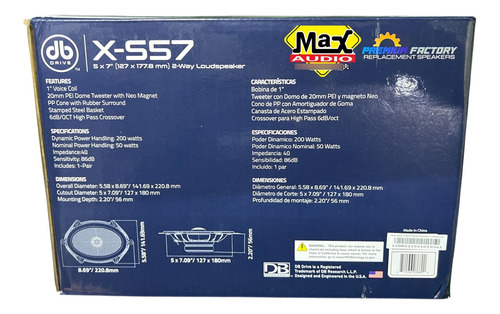 db
DRIVE
X-S57
5 x 7" (127 x 177.8 mm) 2-Way Loudspeaker
Max
AUDIO
PREMIUM FACTORY
REPLACEMENT SPEAKERS
FEATURES
1" Voice Coil
20mm PEI Dome Tweeter with Neo Magnet
PP Cone with Rubber Surround
Stamped Steel Basket
6dB/OCT High Pass Crossover
SPECIFICATIONS
Dynamic Power Handling: 200 watts
Nominal Power Handling: 50 watts
Impedance:4Ω
Sensitivity: 86dB
Includes: 1-Pair
DIMENSIONS
Overall Diameter: 5.58 x 8.69"/ 141.69 x 220.8 mm
Cutout Diameter: 5 x 7.09"/ 127 x 180 mm
Mounting Depth: 2.20"/ 56 mm
CARACTERÍSTICAS
Bobina de 1"
Tweeter con Domo de 20mm PEI y magneto Neo
Cono de PP con Amortiguador de Goma
Canasta de Acero Estampado
Crossover para High Pass 6dB/oct
ESPECIFICACIONES
Poder Dinamico: 200 Watts
Poder Dinamico Nominal: 50 Watts
Impedancia: 4Ω
Sensibilidad: 86dB
Incluido: 1 par
DIMENSIONES
Diámetro General: 5.58 x 8.69"/ 141.69 x 220.8 mm
Diámetro de Corte: 5 x 7.09"/ 127 x 180 mm
Profundidad de montaje: 2.20"/ 56 mm
5.58"/ 141.69mm
8.69"/ 220.8mm
5 x 7.09"/ 127 x 180mm
2.20"/ 56mm
WARNING:
Made in China
DB
DB Drive is a Registered
Trademark of DB Research L.L.P.
Designed and Engineered in the U.S.A.